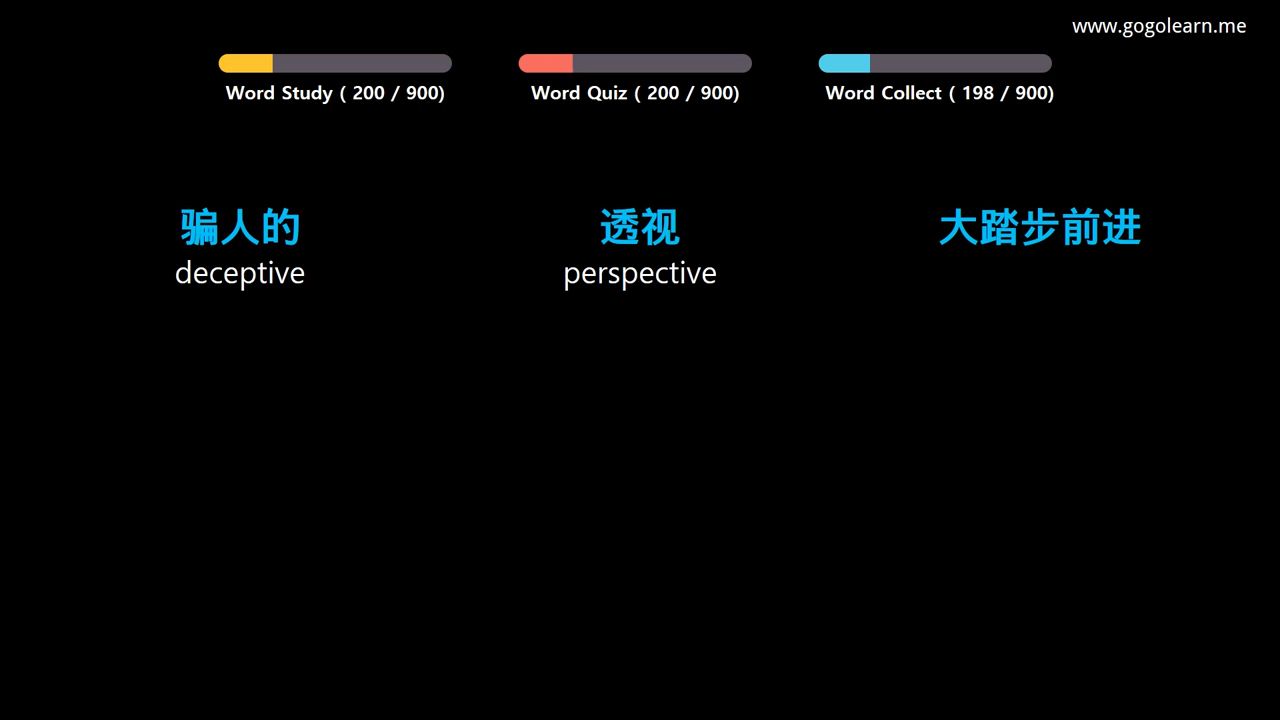 www.gogolearn.me
Word Study ( 200 / 900)
Word Quiz ( 200 / 900)
Word Collect ( 198 / 900)
骗人的
deceptive
透视
perspective
大踏步前进